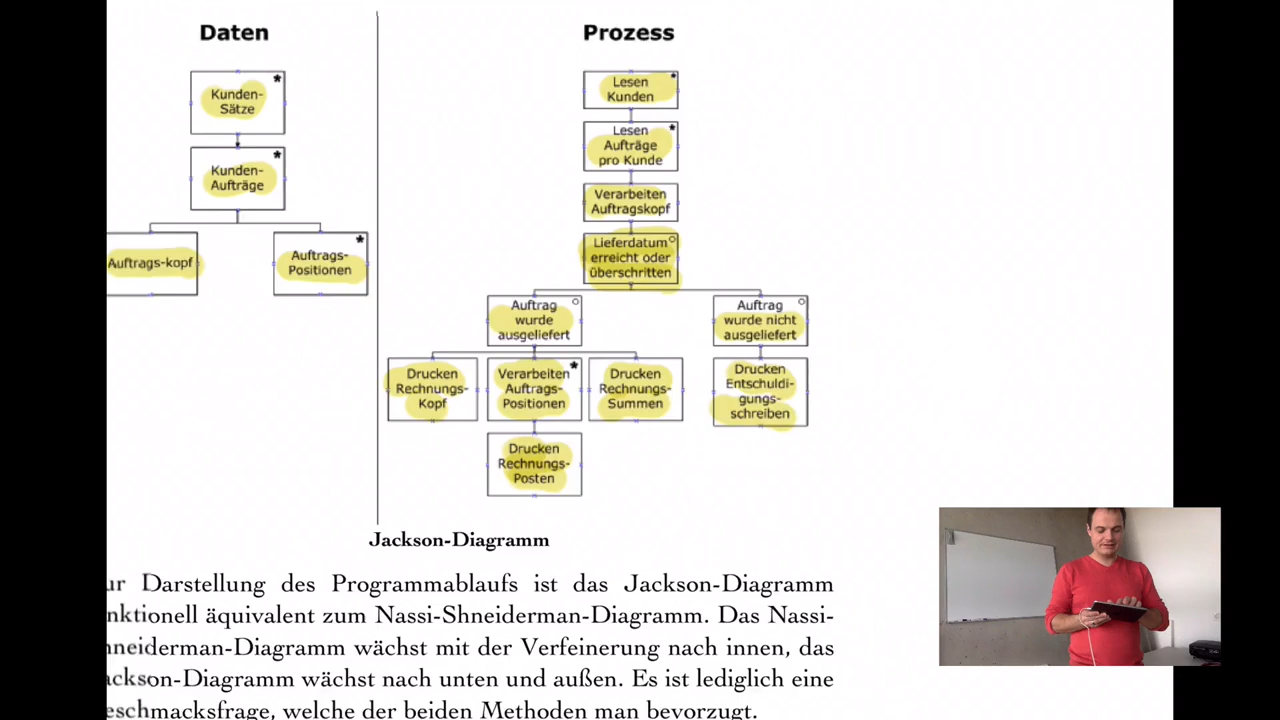 Daten
Kunden-
Sätze
*
Kunden-
Aufträge
*
Auftrags-kopf
Auftrags-
Positionen
*
Prozess
Lesen
Kunden
*
Lesen
Aufträge
pro Kunde
*
Verarbeiten
Auftragskopf
Lieferdatum
erreicht oder
überschritten
Auftrag
wurde
ausgeliefert
Auftrag
wurde nicht
ausgeliefert
Drucken
Rechnungs-
Kopf
Verarbeiten
Auftrags-
Positionen
*
Drucken
Rechnungs-
Summen
Drucken
Entschuldi-
gungs-
schreiben
Drucken
Rechnungs-
Posten
Jackson-Diagramm
ur Darstellung des Programmablaufs ist das Jackson-Diagramm
nktionell äquivalent zum Nassi-Shneiderman-Diagramm. Das Nassi-
hneiderman-Diagramm wächst mit der Verfeinerung nach innen, das
ackson-Diagramm wächst nach unten und außen. Es ist lediglich eine
eschmacksfrage, welche der beiden Methoden man bevorzugt.